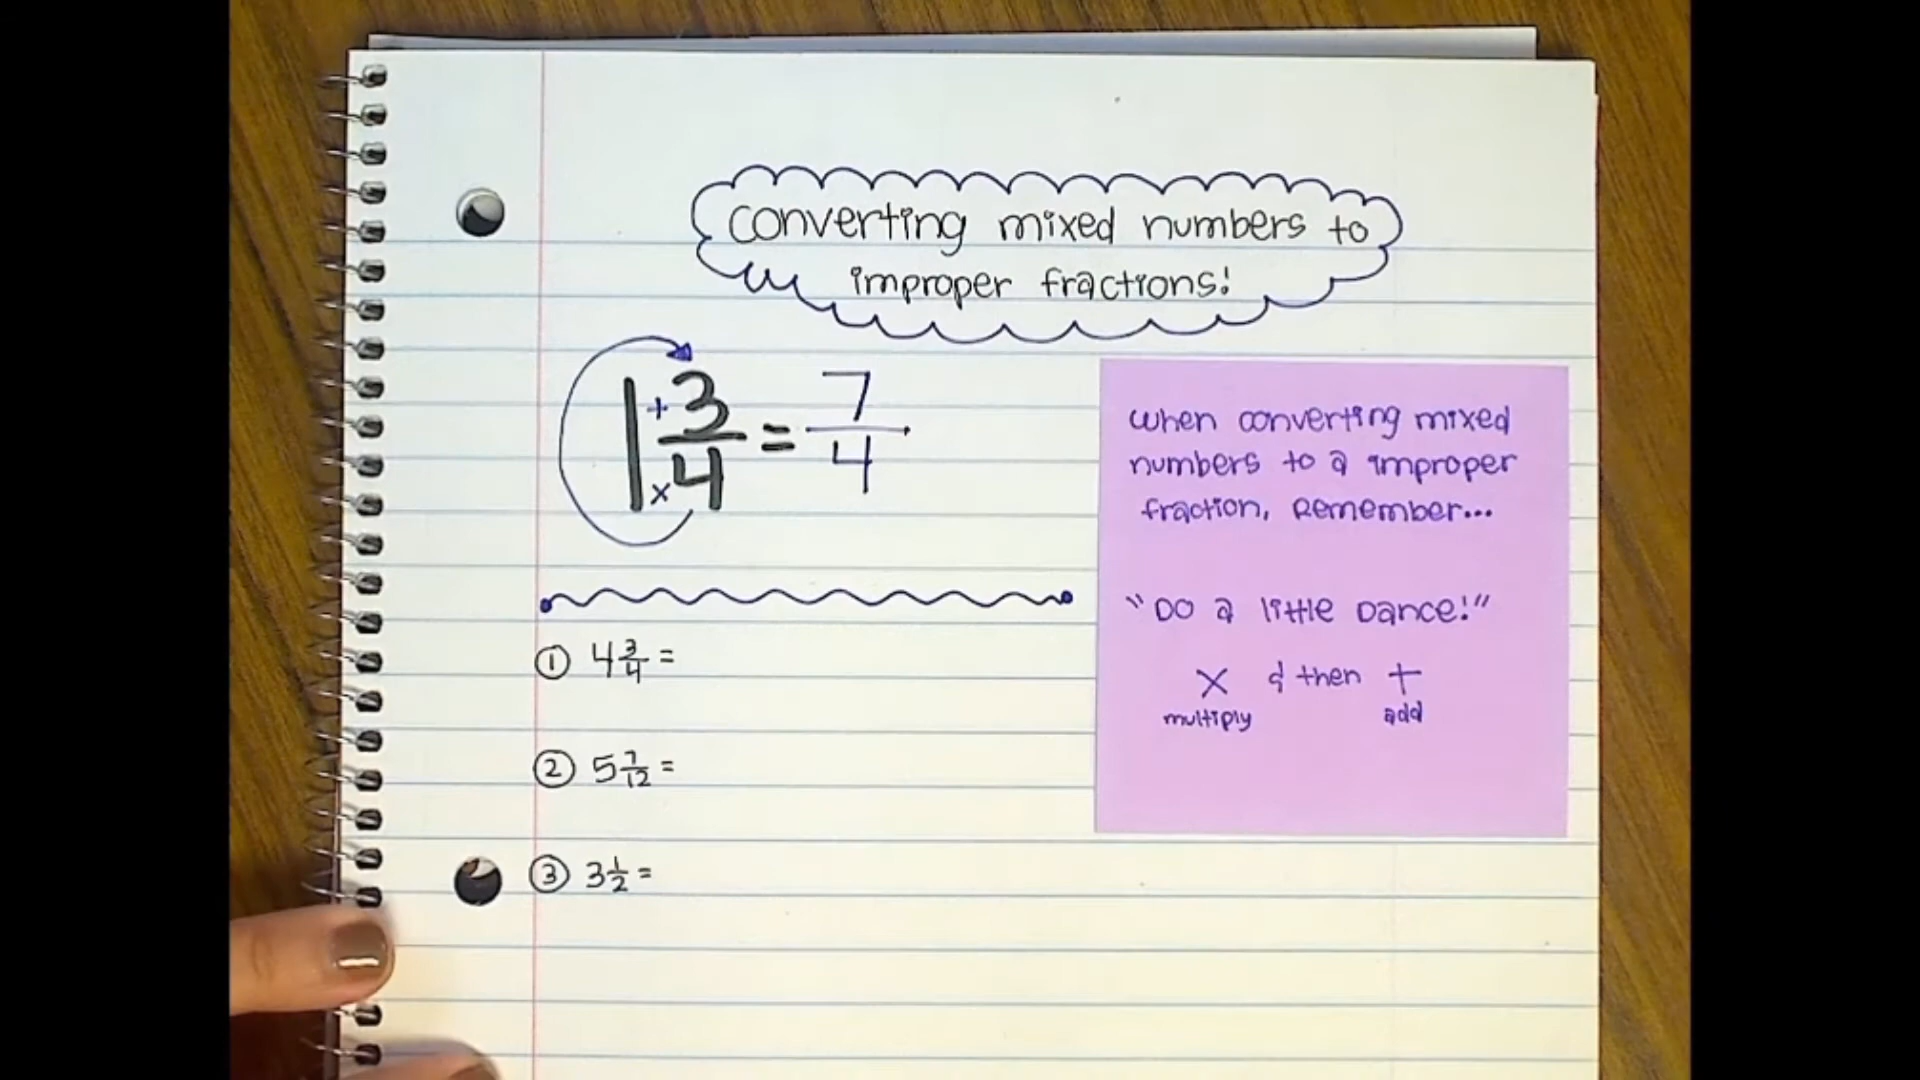 converting mixed numbers to
improper fractions!
1 + 3/4 x = 7/4
When converting mixed
numbers to a improper
fraction, Remember...
"DO a little Dance!"
x & then +
multiply add
① 4 3/4 =
② 5 7/12 =
③ 3 1/2 =